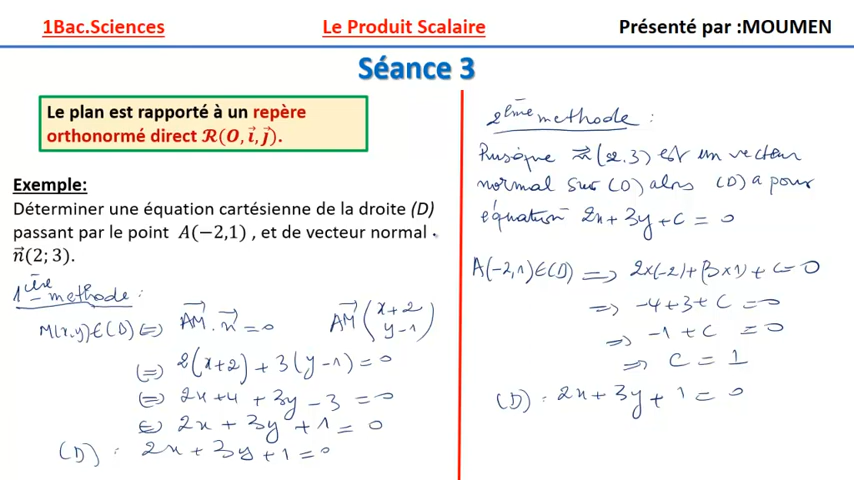 1Bac.Sciences
Le Produit Scalaire
Présenté par :MOUMEN
Séance 3
Le plan est rapporté à un repère
orthonormé direct ℛ(O, i⃗, j⃗).
Exemple:
Déterminer une équation cartésienne de la droite (D)
passant par le point A(−2,1) , et de vecteur normal
n⃗(2; 3).
1ière methode :
M(x,y)∈(D) ⟺ AM⃗ . n⃗ = 0    AM⃗ (x+2
y−1)
⟺ 2(x+2) + 3(y−1) = 0
⟺ 2x+4 + 3y − 3 = 0
⟺ 2x + 3y + 1 = 0
(D) : 2x + 3y + 1 = 0
2ème methode :
Puisque n⃗(2,3) est un vecteur
normal sur (D) alors (D) a pour
équation 2x + 3y + C = 0
A(−2,1)∈(D) ⟹ 2×(−2)+(3×1) + C = 0
⟹ −4+3 + C = 0
⟹ −1 + C = 0
⟹ C = 1
(D) : 2x + 3y + 1 = 0